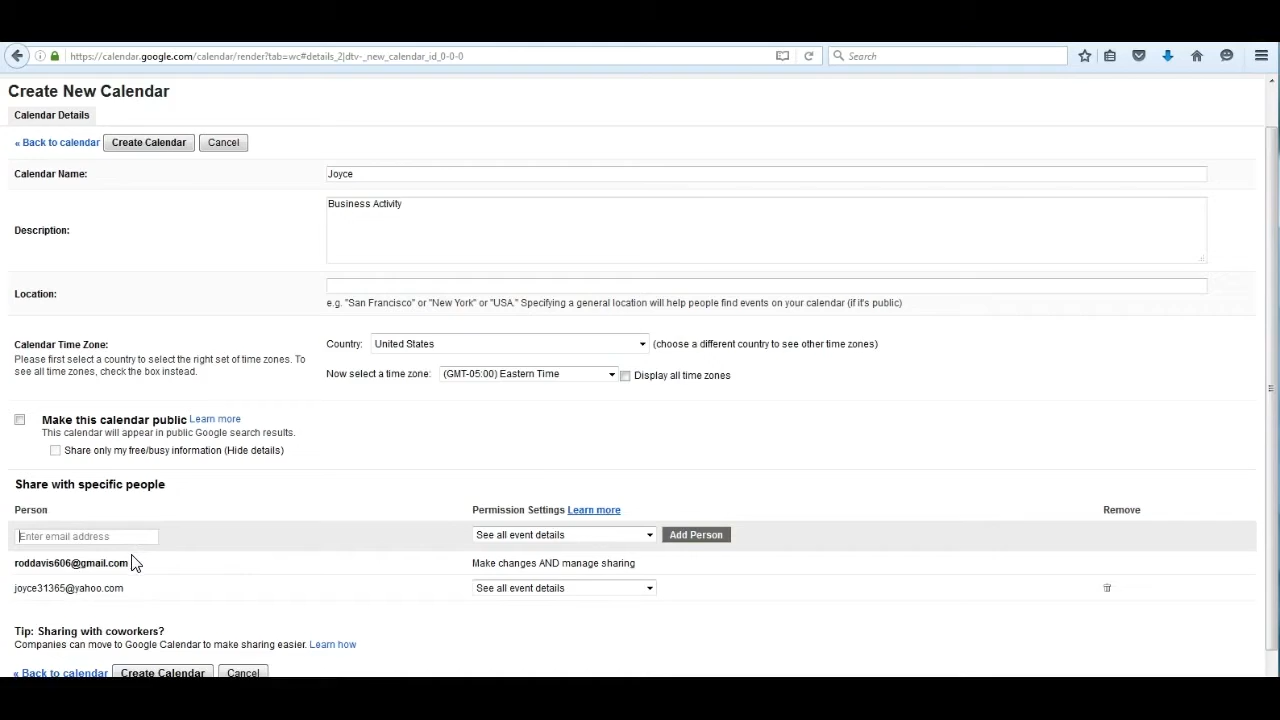 https://calendar.google.com/calendar/render?tab=wc#details_2|dtv-_new_calendar_id_0-0-0
Search
Create New Calendar
Calendar Details
« Back to calendar Create Calendar Cancel
Calendar Name: Joyce
Description: Business Activity
Location:
e.g. "San Francisco" or "New York" or "USA." Specifying a general location will help people find events on your calendar (if it's public)
Calendar Time Zone: Country: United States (choose a different country to see other time zones)
Please first select a country to select the right set of time zones. To
see all time zones, check the box instead.
Now select a time zone: (GMT-05:00) Eastern Time Display all time zones
Make this calendar public Learn more
This calendar will appear in public Google search results.
Share only my free/busy information (Hide details)
Share with specific people
Person Permission Settings Learn more Remove
Enter email address See all event details Add Person
roddavis606@gmail.com Make changes AND manage sharing
joyce31365@yahoo.com See all event details
Tip: Sharing with coworkers?
Companies can move to Google Calendar to make sharing easier. Learn how
« Back to calendar Create Calendar Cancel